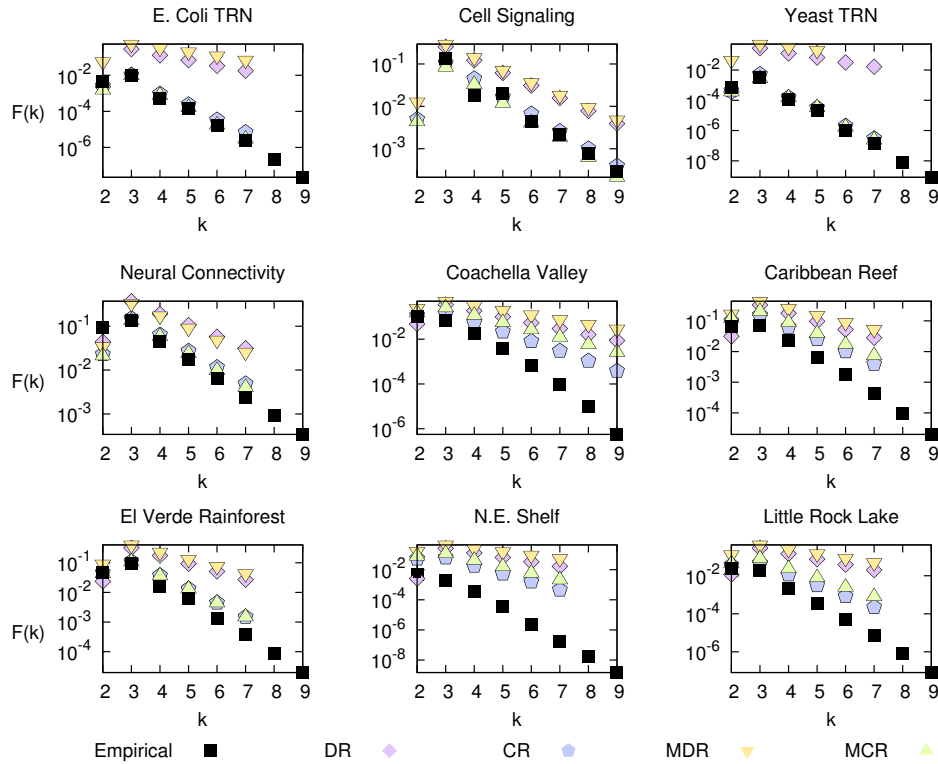 E. Coli TRN
Cell Signaling
Yeast TRN
F(k)
10^-2
10^-4
10^-6
2 3 4 5 6 7 8 9
k
10^-1
10^-2
10^-3
2 3 4 5 6 7 8 9
k
10^-2
10^-4
10^-6
10^-8
2 3 4 5 6 7 8 9
k
Neural Connectivity
Coachella Valley
Caribbean Reef
F(k)
10^-1
10^-2
10^-3
2 3 4 5 6 7 8 9
k
10^-2
10^-4
10^-6
2 3 4 5 6 7 8 9
k
10^-1
10^-2
10^-3
10^-4
2 3 4 5 6 7 8 9
k
El Verde Rainforest
N.E. Shelf
Little Rock Lake
F(k)
10^-1
10^-2
10^-3
10^-4
2 3 4 5 6 7 8 9
k
10^-2
10^-4
10^-6
10^-8
2 3 4 5 6 7 8 9
k
10^-2
10^-4
10^-6
2 3 4 5 6 7 8 9
k
Empirical DR CR MDR MCR